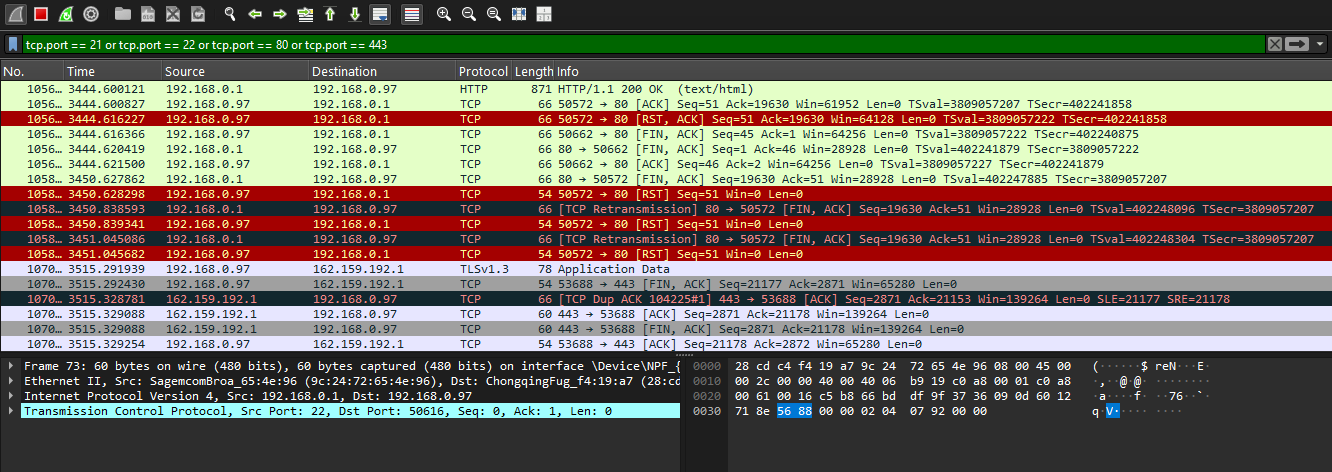 tcp.port == 21 or tcp.port == 22 or tcp.port == 80 or tcp.port == 443
No. Time Source Destination Protocol Length Info
1056… 3444.600121 192.168.0.1 192.168.0.97 HTTP 871 HTTP/1.1 200 OK (text/html)
1056… 3444.600827 192.168.0.97 192.168.0.1 TCP 66 50572 → 80 [ACK] Seq=51 Ack=19630 Win=61952 Len=0 TSval=3809057207 TSecr=402241858
1056… 3444.616227 192.168.0.97 192.168.0.1 TCP 66 50572 → 80 [RST, ACK] Seq=51 Ack=19630 Win=64128 Len=0 TSval=3809057222 TSecr=402241858
1056… 3444.616366 192.168.0.97 192.168.0.1 TCP 66 50662 → 80 [FIN, ACK] Seq=45 Ack=1 Win=64256 Len=0 TSval=3809057222 TSecr=402240875
1056… 3444.620419 192.168.0.1 192.168.0.97 TCP 66 80 → 50662 [FIN, ACK] Seq=1 Ack=46 Win=28928 Len=0 TSval=402241879 TSecr=3809057222
1056… 3444.621500 192.168.0.97 192.168.0.1 TCP 66 50662 → 80 [ACK] Seq=46 Ack=2 Win=64256 Len=0 TSval=3809057227 TSecr=402241879
1058… 3450.627862 192.168.0.1 192.168.0.97 TCP 66 80 → 50572 [FIN, ACK] Seq=19630 Ack=51 Win=28928 Len=0 TSval=402247885 TSecr=3809057207
1058… 3450.628298 192.168.0.97 192.168.0.1 TCP 54 50572 → 80 [RST] Seq=51 Win=0 Len=0
1058… 3450.838593 192.168.0.1 192.168.0.97 TCP 66 [TCP Retransmission] 80 → 50572 [FIN, ACK] Seq=19630 Ack=51 Win=28928 Len=0 TSval=402248096 TSecr=3809057207
1058… 3450.839341 192.168.0.97 192.168.0.1 TCP 54 50572 → 80 [RST] Seq=51 Win=0 Len=0
1058… 3451.045086 192.168.0.1 192.168.0.97 TCP 66 [TCP Retransmission] 80 → 50572 [FIN, ACK] Seq=19630 Ack=51 Win=28928 Len=0 TSval=402248304 TSecr=3809057207
1058… 3451.045682 192.168.0.97 192.168.0.1 TCP 54 50572 → 80 [RST] Seq=51 Win=0 Len=0
1070… 3515.291939 192.168.0.97 162.159.192.1 TLSv1.3 78 Application Data
1070… 3515.292430 192.168.0.97 162.159.192.1 TCP 54 53688 → 443 [FIN, ACK] Seq=21177 Ack=2871 Win=65280 Len=0
1070… 3515.328781 162.159.192.1 192.168.0.97 TCP 66 [TCP Dup ACK 104225#1] 443 → 53688 [ACK] Seq=2871 Ack=21153 Win=139264 Len=0 SLE=21177 SRE=21178
1070… 3515.329088 162.159.192.1 192.168.0.97 TCP 60 443 → 53688 [ACK] Seq=2871 Ack=21178 Win=139264 Len=0
1070… 3515.329088 162.159.192.1 192.168.0.97 TCP 60 443 → 53688 [FIN, ACK] Seq=2871 Ack=21178 Win=139264 Len=0
1070… 3515.329254 192.168.0.97 162.159.192.1 TCP 54 53688 → 443 [ACK] Seq=21178 Ack=2872 Win=65280 Len=0
Frame 73: 60 bytes on wire (480 bits), 60 bytes captured (480 bits) on interface \Device\NPF_{
Ethernet II, Src: SagemcomBroa_65:4e:96 (9c:24:72:65:4e:96), Dst: ChongqingFug_f4:19:a7 (28:cd
Internet Protocol Version 4, Src: 192.168.0.1, Dst: 192.168.0.97
Transmission Control Protocol, Src Port: 22, Dst Port: 50616, Seq: 0, Ack: 1, Len: 0
0000 28 cd c4 f4 19 a7 9c 24 72 65 4e 96 08 00 45 00 (······$ reN···E·
0010 00 2c 00 00 40 00 40 06 b9 19 c0 a8 00 01 c0 a8 ·,··@·@· ········
0020 00 61 00 16 c5 b8 66 bd df 9f 37 36 09 0d 60 12 ·a····f· ··76··`·
0030 71 8e 56 88 00 00 02 04 07 92 00 00 q·V····· ····